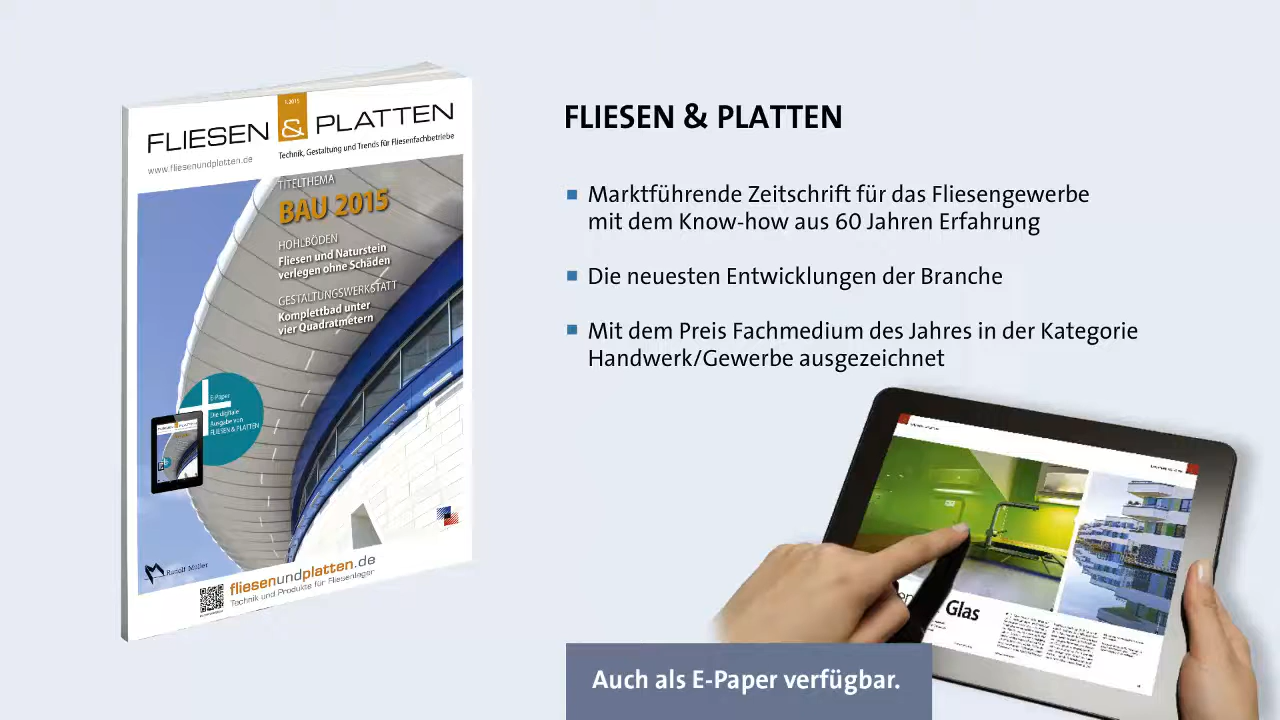 1.2015
FLIESEN & PLATTEN
www.fliesenundplatten.de
Technik, Gestaltung und Trends für Fliesenfachbetriebe
TITELTHEMA
BAU 2015
HOHLBÖDEN
Fliesen und Naturstein
verlegen ohne Schäden
GESTALTUNGSWERKSTATT
Komplettbad unter
vier Quadratmetern
E-Paper
Die digitale
Ausgabe von
FLIESEN & PLATTEN
Rudolf Müller
fliesenundplatten.de
Technik und Produkte für Fliesenleger
FLIESEN & PLATTEN
Marktführende Zeitschrift für das Fliesengewerbe
mit dem Know-how aus 60 Jahren Erfahrung
Die neuesten Entwicklungen der Branche
Mit dem Preis Fachmedium des Jahres in der Kategorie
Handwerk/Gewerbe ausgezeichnet
Glas
Auch als E-Paper verfügbar.